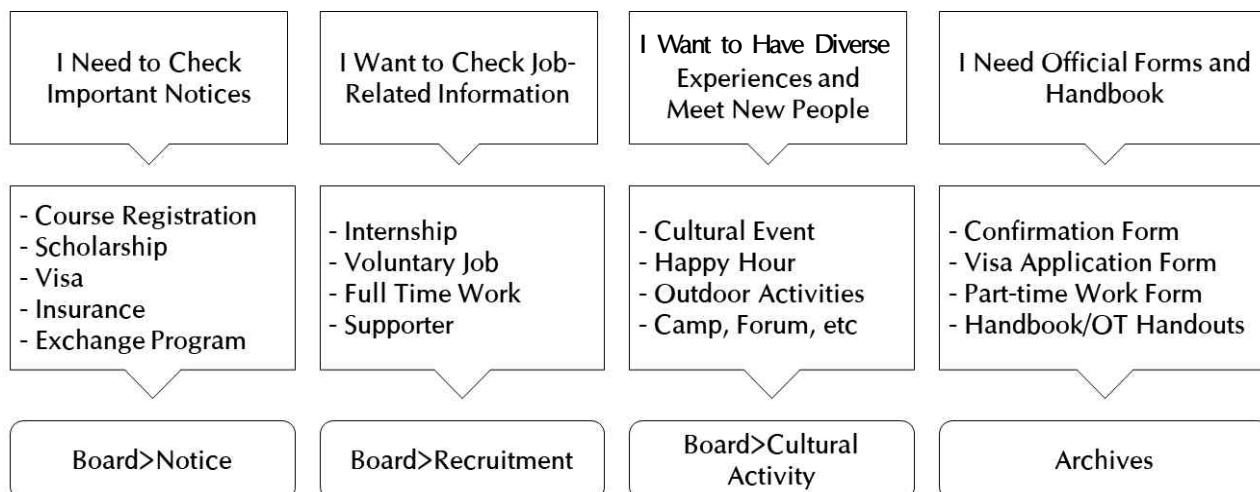 I Need to Check
Important Notices
I Want to Check Job-
Related Information
I Want to Have Diverse
Experiences and
Meet New People
I Need Official Forms and
Handbook
- Course Registration
- Scholarship
- Visa
- Insurance
- Exchange Program
- Internship
- Voluntary Job
- Full Time Work
- Supporter
- Cultural Event
- Happy Hour
- Outdoor Activities
- Camp, Forum, etc
- Confirmation Form
- Visa Application Form
- Part-time Work Form
- Handbook/OT Handouts
Board>Notice
Board>Recruitment
Board>Cultural
Activity
Archives